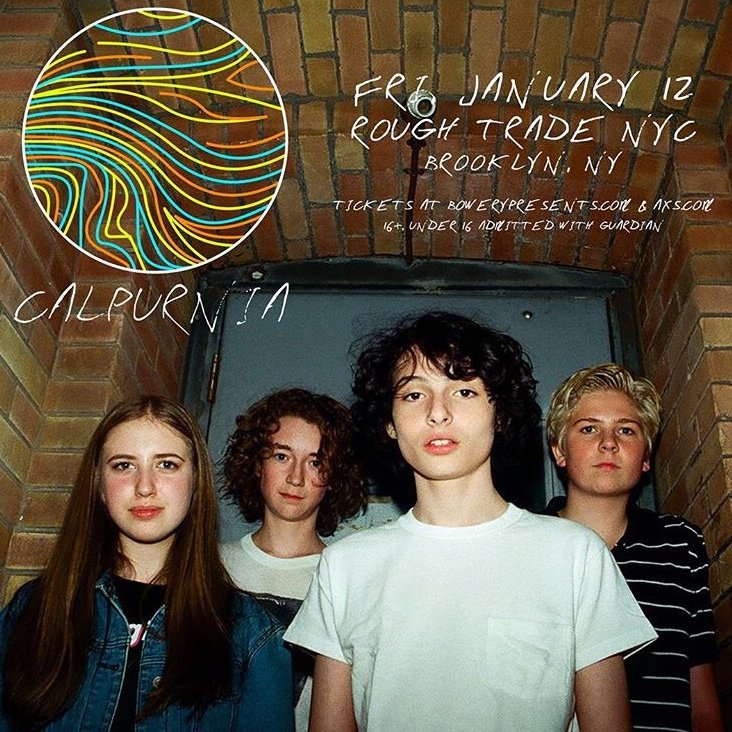 FRI JANUARY 12
ROUGH TRADE NYC
BROOKLYN, NY
TICKETS AT BOWERYPRESENTS.COM & AXS.COM
16+. UNDER 16 ADMITTED WITH GUARDIAN
CALPURNIA